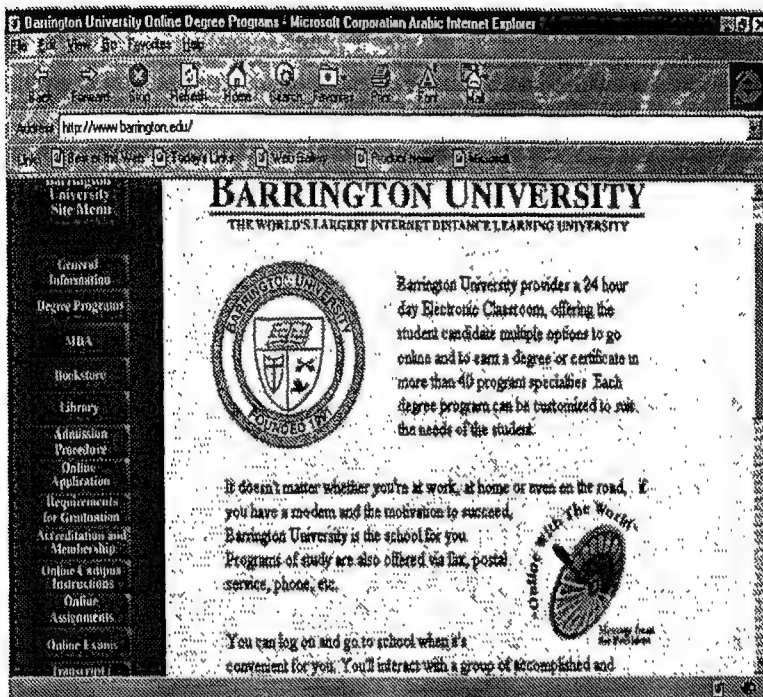 Barrington University Online Degree Programs - Microsoft Corporation Arabic Internet Explorer
File Edit View Go Favorites Help
Back Forward Stop Refresh Home Search Favorites Print Font Mail
Address http://www.barrington.edu/
Links Best of the Web Today's Links Web Gallery Product News Microsoft
Barrington
University
Site Menu
General
Information
Degree Programs
MBA
Bookstore
Library
Admission
Procedure
Online
Application
Requirements
for Graduation
Accreditation and
Membership
Online Campus
Instructions
Online
Assignments
Online Exams
Transcripts
BARRINGTON UNIVERSITY
THE WORLD'S LARGEST INTERNET DISTANCE LEARNING UNIVERSITY
BARRINGTON UNIVERSITY
FOUNDED
Barrington University provides a 24 hour
day Electronic Classroom, offering the
student candidate multiple options to go
online and to earn a degree or certificate in
more than 40 program specialties. Each
degree program can be customized to suit
the needs of the student.
It doesn't matter whether you're at work, at home or even on the road, if
you have a modem and the motivation to succeed,
Barrington University is the school for you.
Programs of study are also offered via fax, postal
service, phone, etc.
Online With The World
Message from
the President
You can log on and go to school when it's
convenient for you. You'll interact with a group of accomplished and